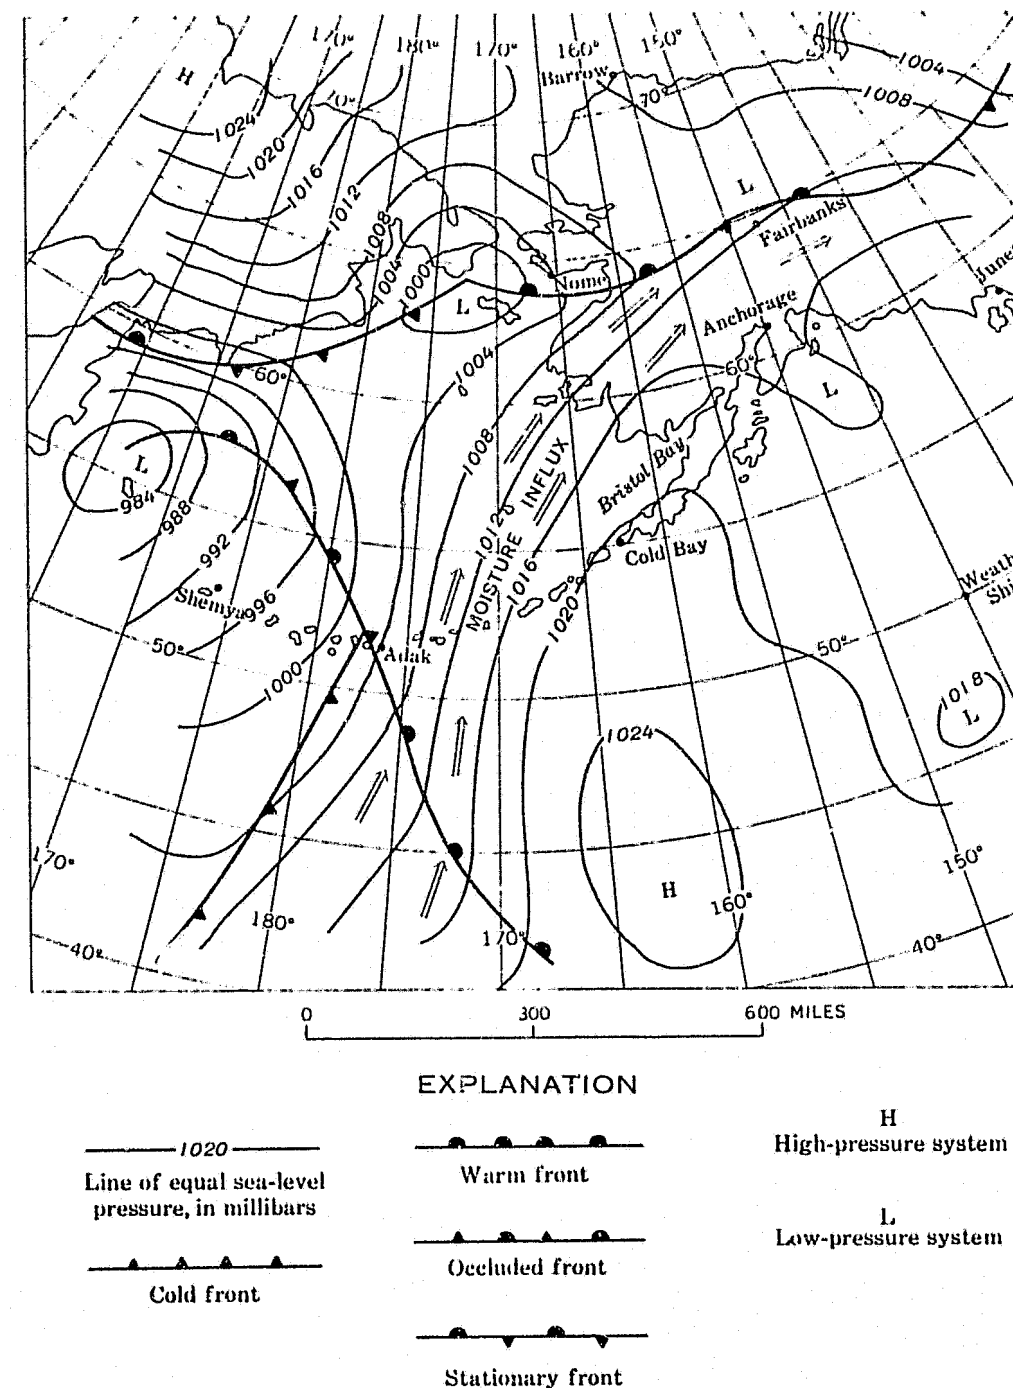 170°
180°
170°
160°
150°
H
Barrow
70°
70°
1004
1008
1024
1020
1016
1012
1008
1004
1000
L
Fairbanks
Nome
L
Anchorage
60°
60°
L
1004
1008
1012
1016
1020
MOISTURE INFLUX
Bristol Bay
Cold Bay
L
984
988
992
996
1000
Shemya
Adak
50°
50°
1018
L
1024
H
170°
180°
170°
160°
150°
40°
40°
0 300 600 MILES
EXPLANATION
1020
Line of equal sea-level
pressure, in millibars
Cold front
Warm front
Occluded front
Stationary front
H
High-pressure system
L
Low-pressure system